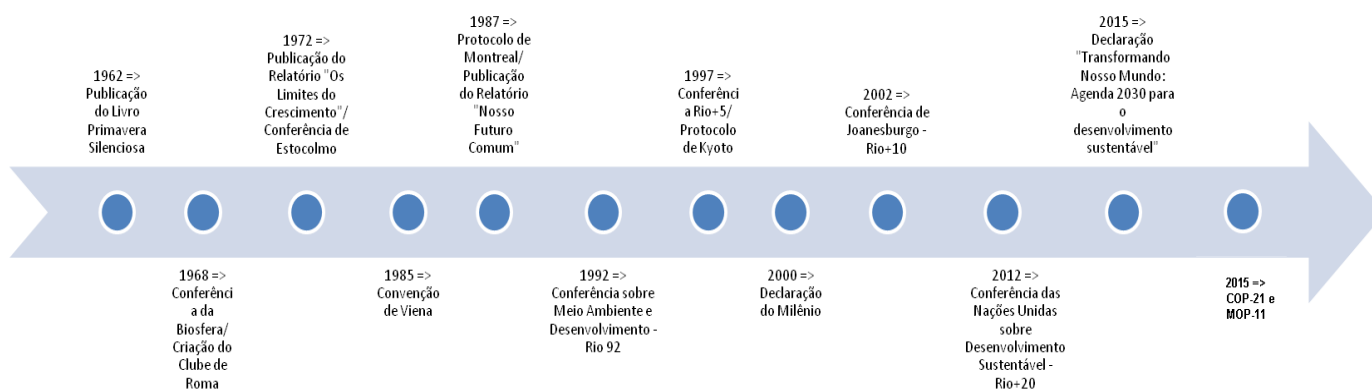 1962 =>
Publicação
do Livro
Primavera
Silenciosa
1968 =>
Conferênci
a da
Biosfera/
Criação do
Clube de
Roma
1972 =>
Publicação do
Relatório "Os
Limites do
Crescimento"/
Conferência de
Estocolmo
1985 =>
Convenção
de Viena
1987 =>
Protocolo de
Montreal/
Publicação
do Relatório
"Nosso
Futuro
Comum"
1992 =>
Conferência sobre
Meio Ambiente e
Desenvolvimento -
Rio 92
1997 =>
Conferênci
a Rio+5/
Protocolo
de Kyoto
2000 =>
Declaração
do Milênio
2002 =>
Conferência de
Joanesburgo -
Rio+10
2012 =>
Conferência das
Nações Unidas
sobre
Desenvolvimento
Sustentável -
Rio+20
2015 =>
Declaração
"Transformando
Nosso Mundo:
Agenda 2030 para
o
desenvolvimento
sustentável"
2015 =>
COP-21 e
MOP-11